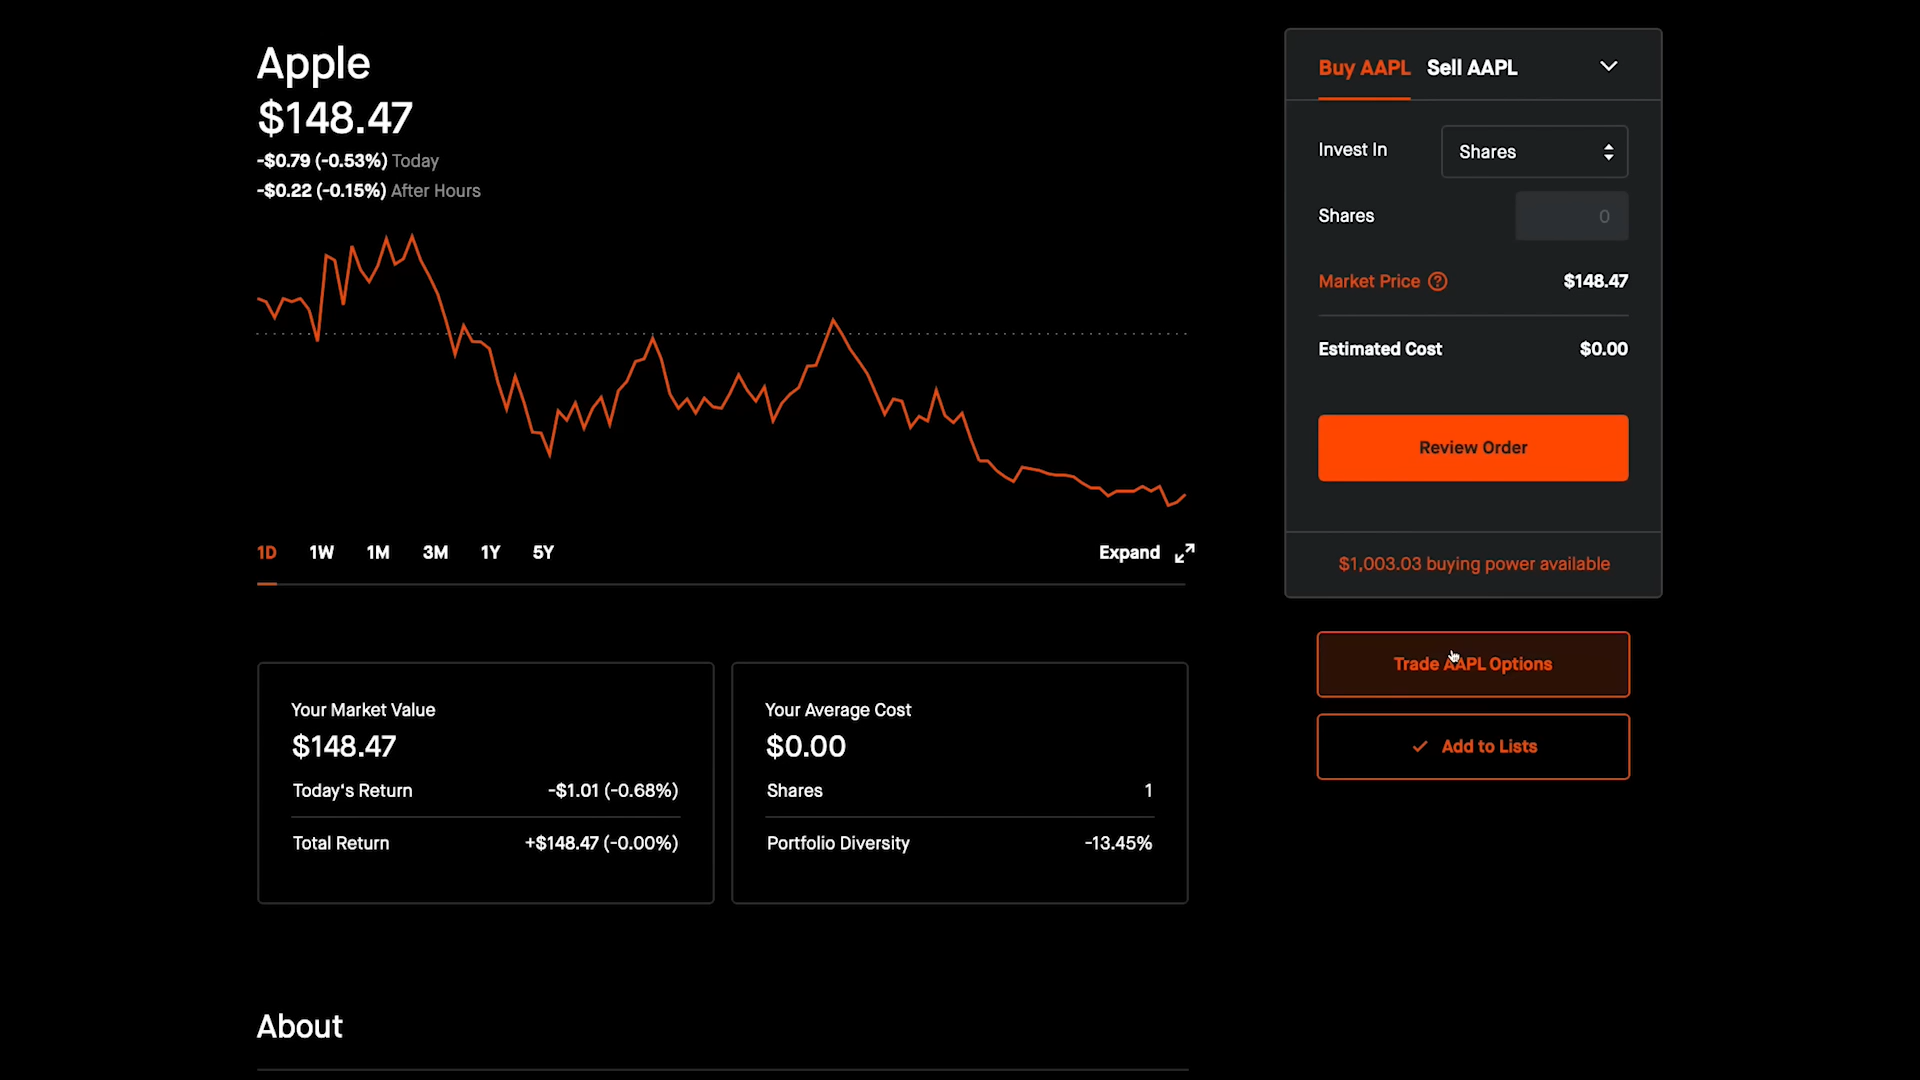 Apple
$148.47
-$0.79 (-0.53%) Today
-$0.22 (-0.15%) After Hours
1D 1W 1M 3M 1Y 5Y Expand
Your Market Value
$148.47
Today's Return -$1.01 (-0.68%)
Total Return +$148.47 (-0.00%)
Your Average Cost
$0.00
Shares 1
Portfolio Diversity -13.45%
About
Buy AAPL Sell AAPL
Invest In Shares
Shares 0
Market Price ? $148.47
Estimated Cost $0.00
Review Order
$1,003.03 buying power available
Trade AAPL Options
Add to Lists